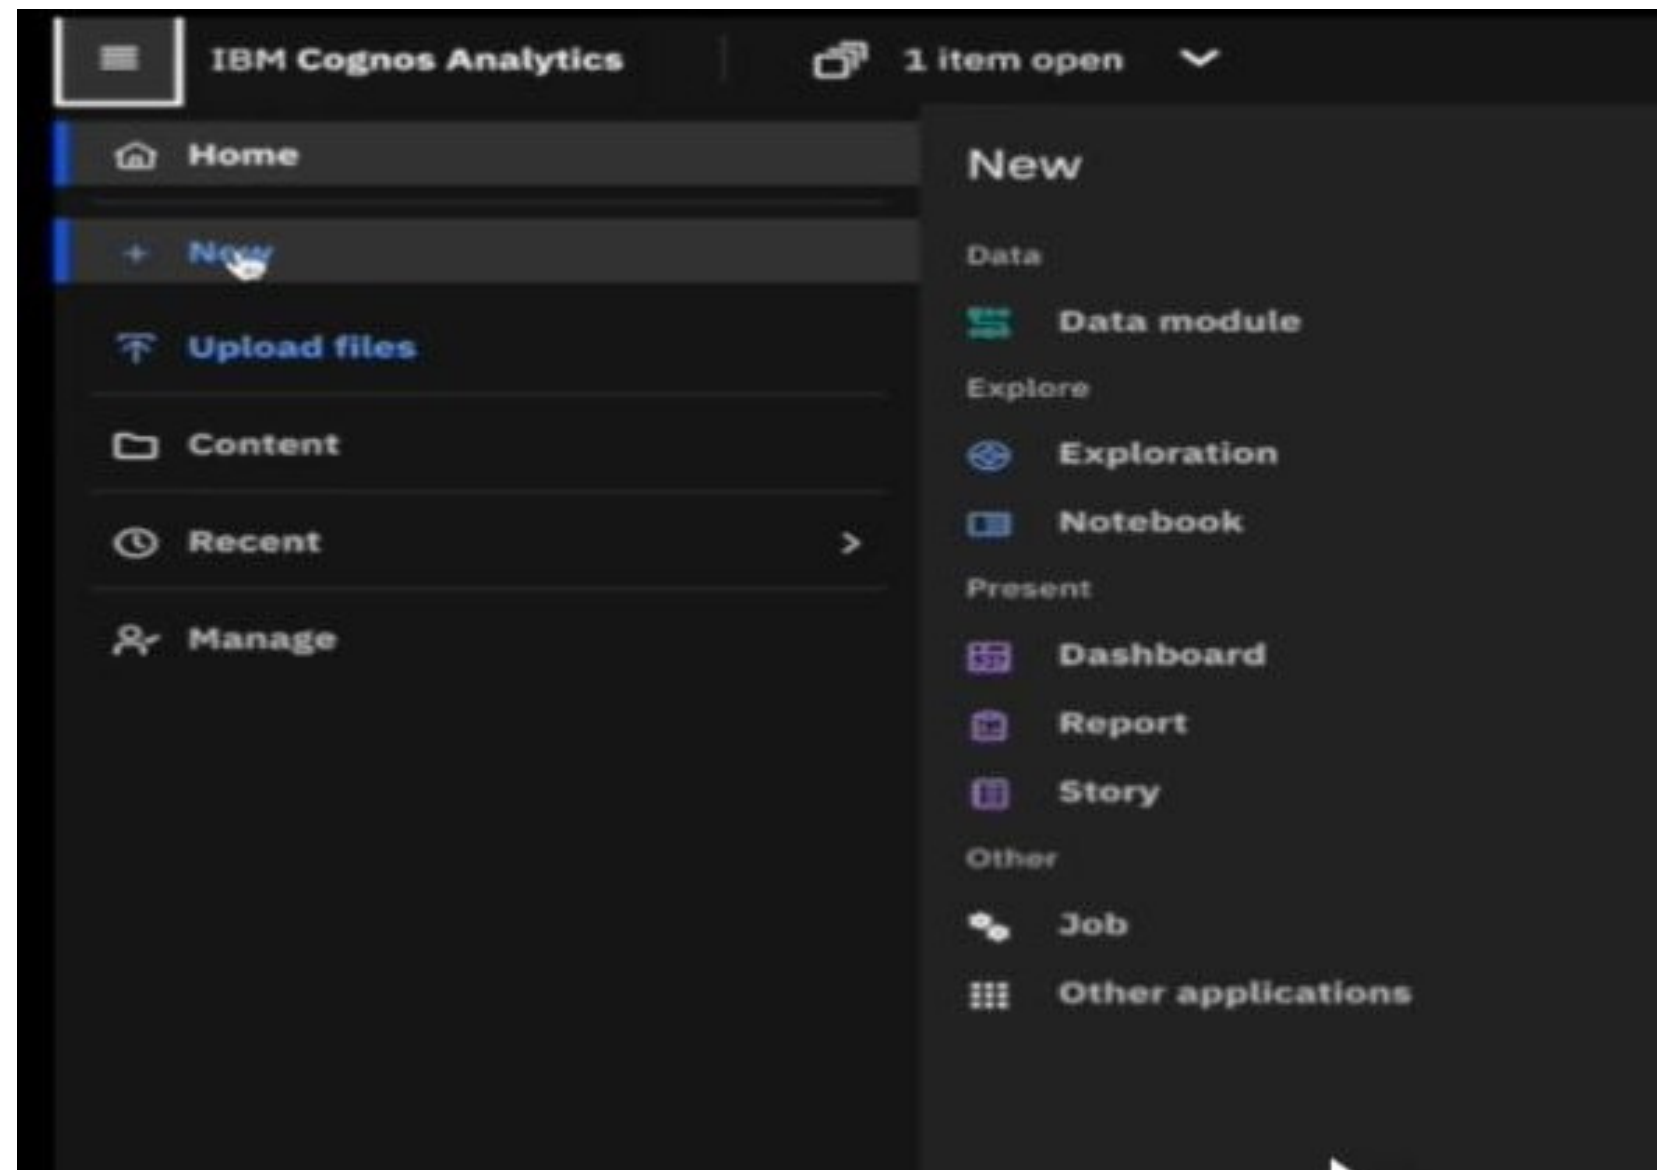 IBM Cognos Analytics
1 item open
Home
New
Upload files
Content
Recent
Manage
New
Data
Data module
Explore
Exploration
Notebook
Present
Dashboard
Report
Story
Other
Job
Other applications